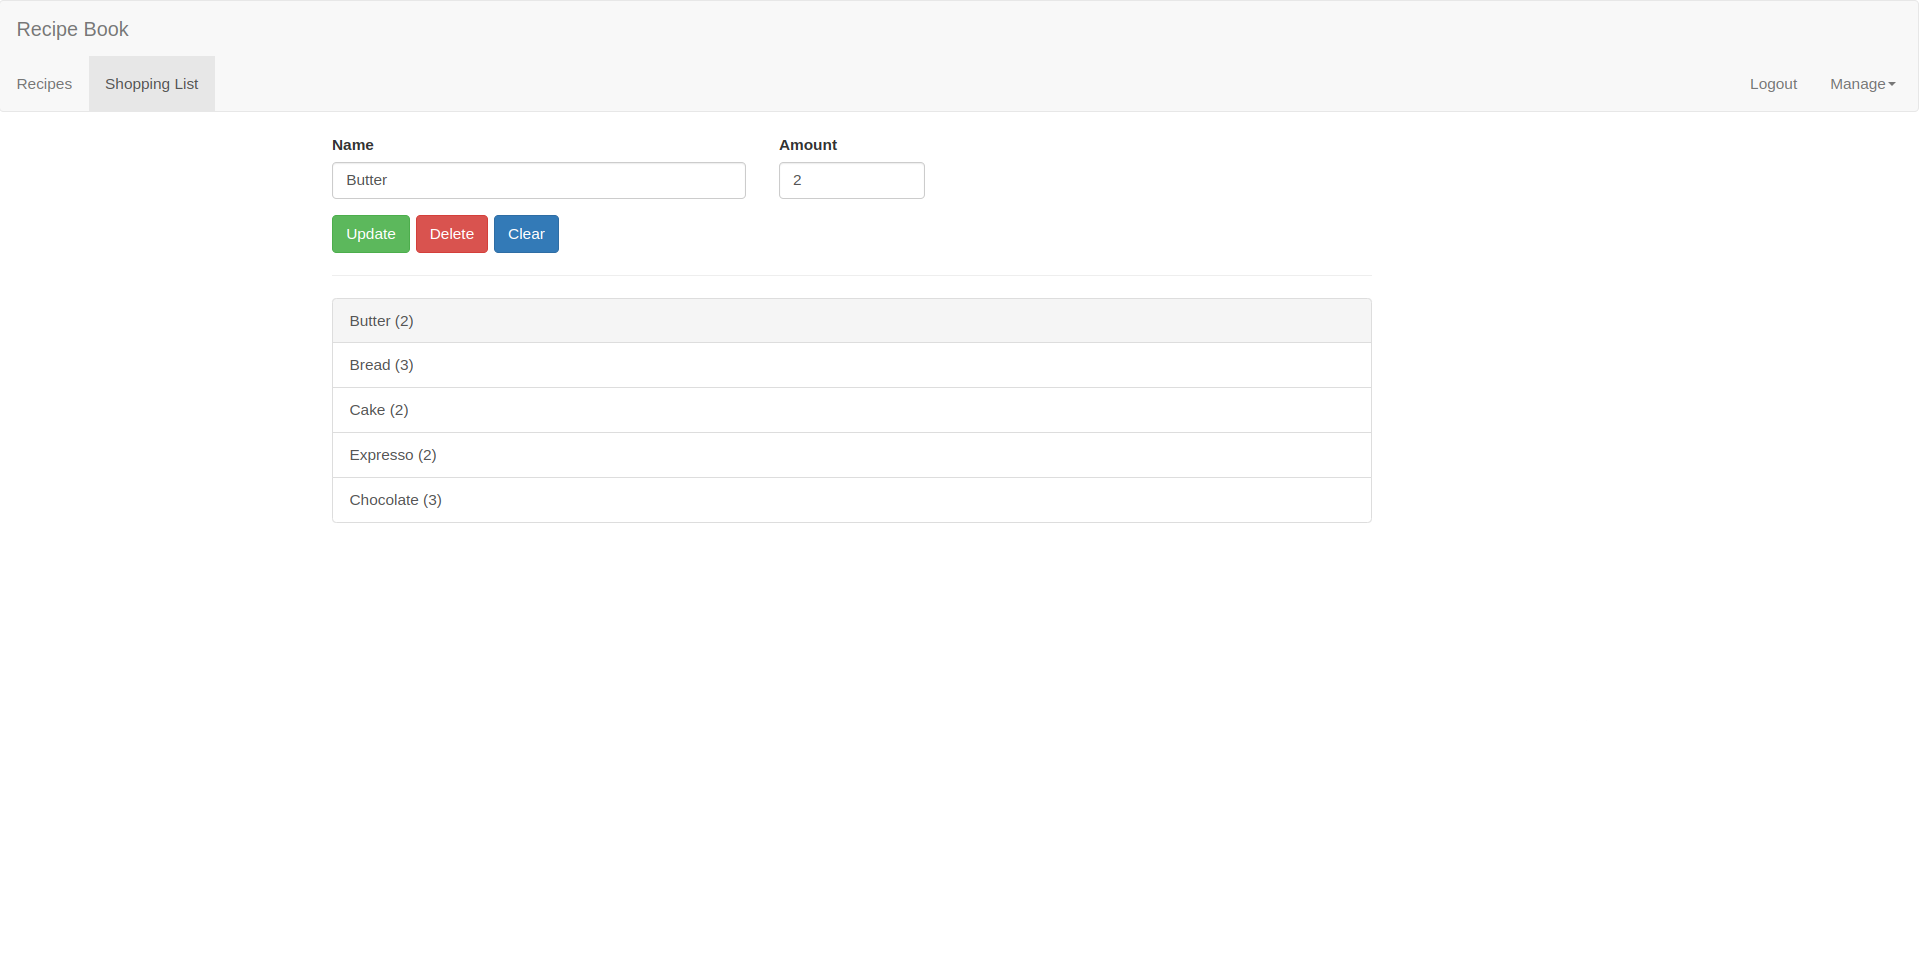 Recipe Book
Recipes Shopping List Logout Manage
Name Amount
Butter 2
Update Delete Clear
Butter (2)
Bread (3)
Cake (2)
Expresso (2)
Chocolate (3)